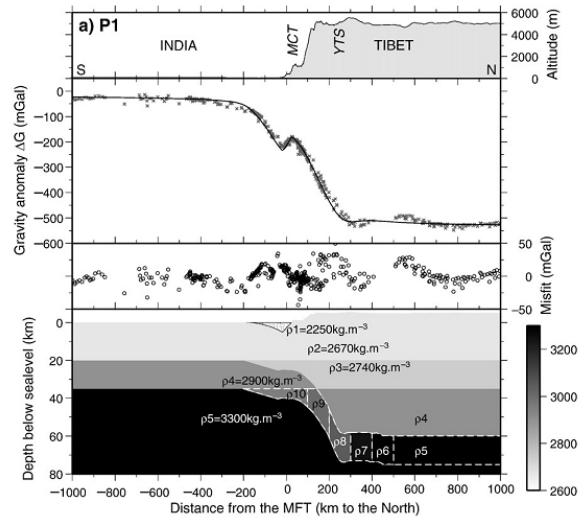 a) P1
INDIA
MCT
YTS
TIBET
S
N
6000
4000
2000
0
Altitude (m)
0
−100
−200
−300
−400
−500
−600
Gravity anomaly ΔG (mGal)
50
0
−50
Misfit (mGal)
0
20
40
60
80
Depth below sealevel (km)
ρ1=2250kg.m⁻³
ρ2=2670kg.m⁻³
ρ3=2740kg.m⁻³
ρ4=2900kg.m⁻³
ρ10
ρ9
ρ5=3300kg.m⁻³
ρ4
ρ8
ρ7
ρ6
ρ5
3200
3000
2800
2600
−1000 −800 −600 −400 −200 0 200 400 600 800 1000
Distance from the MFT (km to the North)